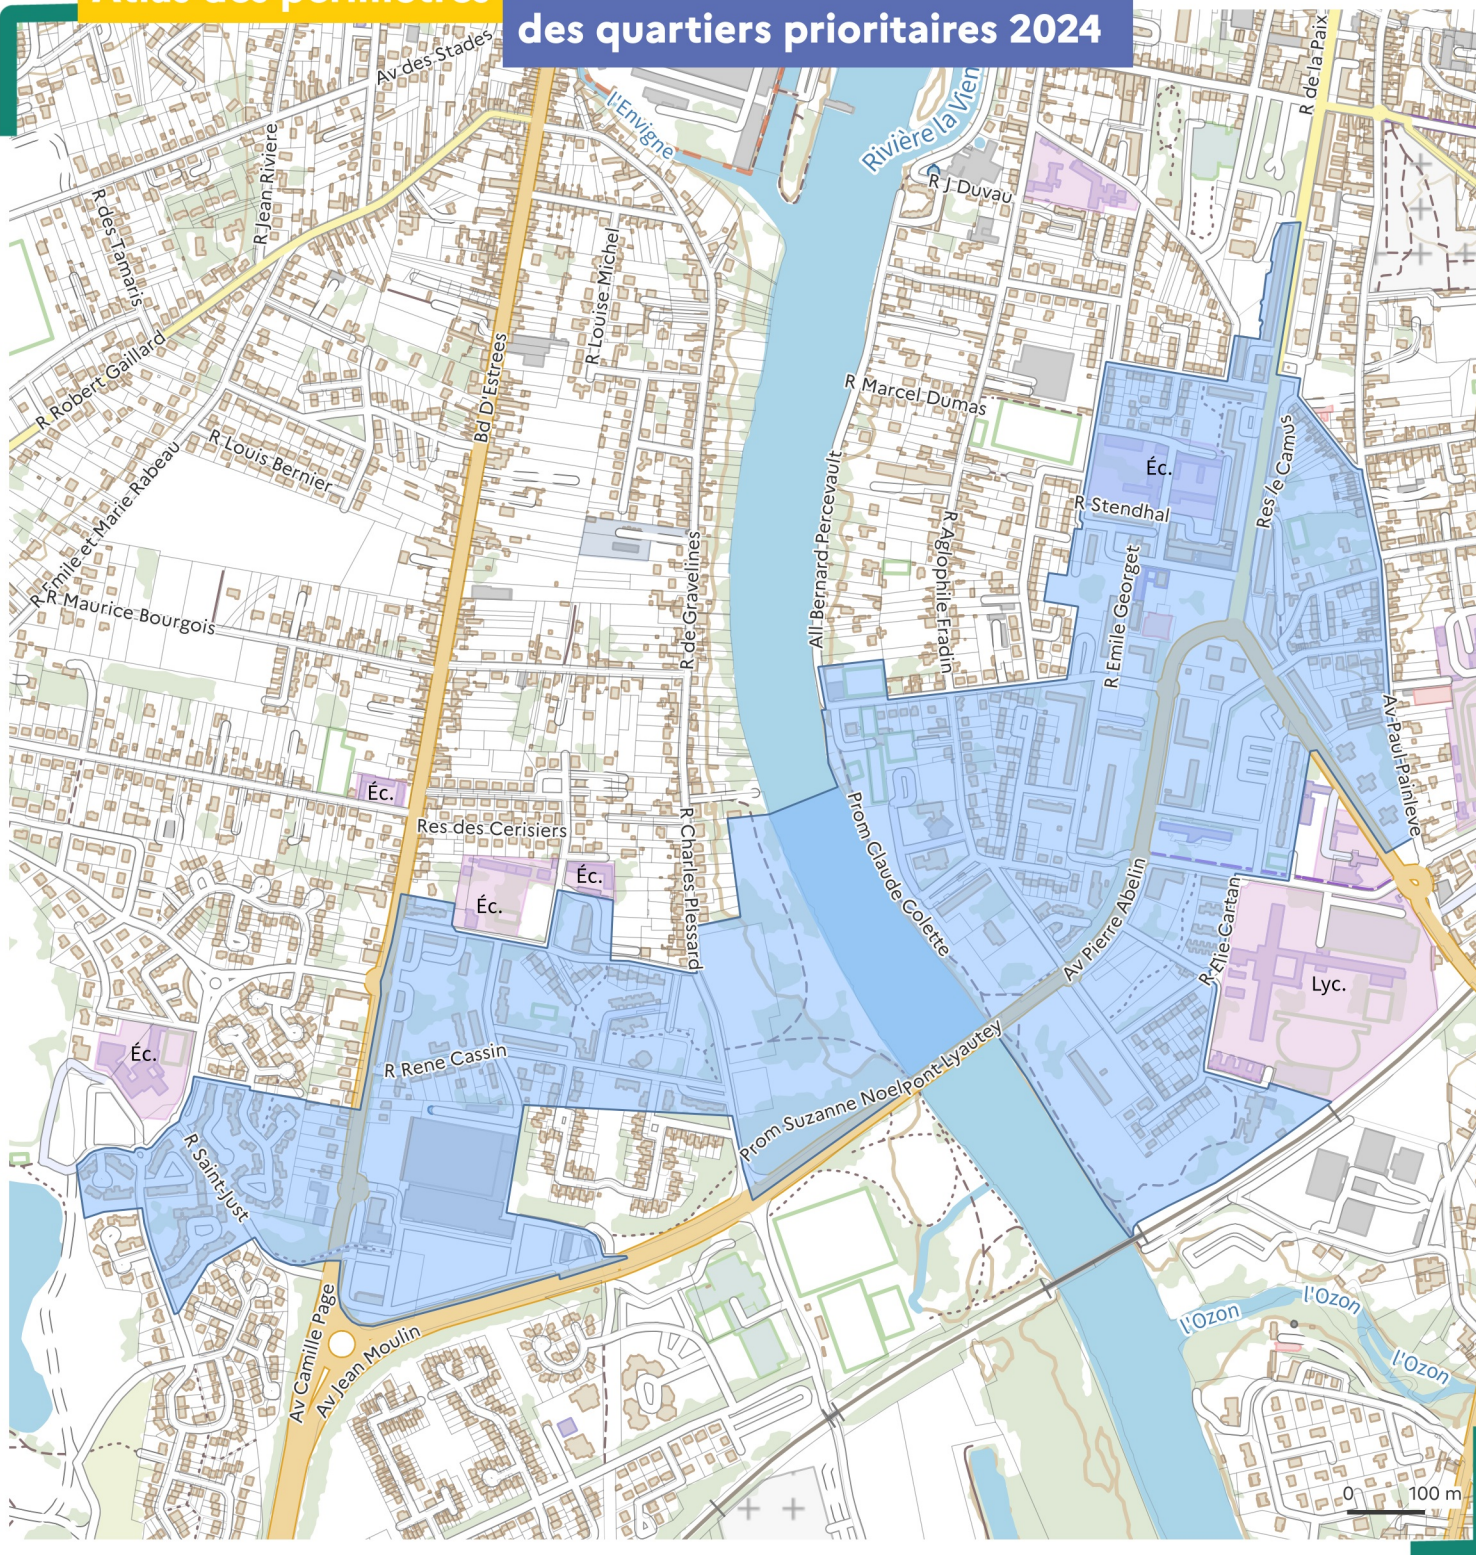 Atlas des périmètres
des quartiers prioritaires 2024
Av des Stades
R de la Paix
l'Envigne
Rivière la Vien
R Jean Riviere
R J Duvau
R des Tamaris
R Louise Michel
R Robert Gaillard
Bd D'Estrees
R Marcel Dumas
R Louis Bernier
Res le Camus
Éc.
R Stendhal
R Emile et Marie Rabeau
All Bernard Percevault
R Aglophile Fradin
R de Gravelines
R Emile Georget
R Maurice Bourgois
Av Paul Painleve
Éc.
Res des Cerisiers
R Charles Plessard
Prom Claude Colette
Éc.
Éc.
Av Pierre Abelin
R Elie Cartan
Lyc.
Éc.
R Rene Cassin
Pont Lyautey
Prom Suzanne Noel
R Saint-Just
l'Ozon
l'Ozon
l'Ozon
Av Camille Page
Av Jean Moulin
0 100 m